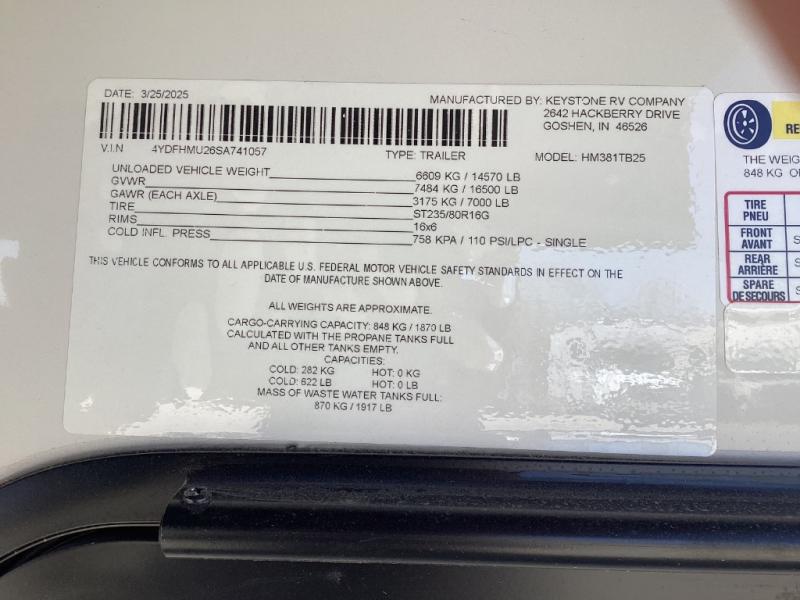 DATE: 3/25/2025
MANUFACTURED BY: KEYSTONE RV COMPANY
2642 HACKBERRY DRIVE
GOSHEN, IN 46526
V.I.N 4YDFHMU26SA741057
TYPE: TRAILER
MODEL: HM381TB25
UNLOADED VEHICLE WEIGHT 6609 KG / 14570 LB
GVWR 7484 KG / 16500 LB
GAWR (EACH AXLE) 3175 KG / 7000 LB
TIRE ST235/80R16G
RIMS 16x6
COLD INFL. PRESS 758 KPA / 110 PSI/LPC - SINGLE
THIS VEHICLE CONFORMS TO ALL APPLICABLE U.S. FEDERAL MOTOR VEHICLE SAFETY STANDARDS IN EFFECT ON THE
DATE OF MANUFACTURE SHOWN ABOVE.
ALL WEIGHTS ARE APPROXIMATE.
CARGO-CARRYING CAPACITY: 848 KG / 1870 LB
CALCULATED WITH THE PROPANE TANKS FULL
AND ALL OTHER TANKS EMPTY.
CAPACITIES:
COLD: 282 KG HOT: 0 KG
COLD: 622 LB HOT: 0 LB
MASS OF WASTE WATER TANKS FULL:
870 KG / 1917 LB
THE WEIG
848 KG
TIRE
PNEU
FRONT
AVANT
REAR
ARRIÈRE
SPARE
DE SECOURS